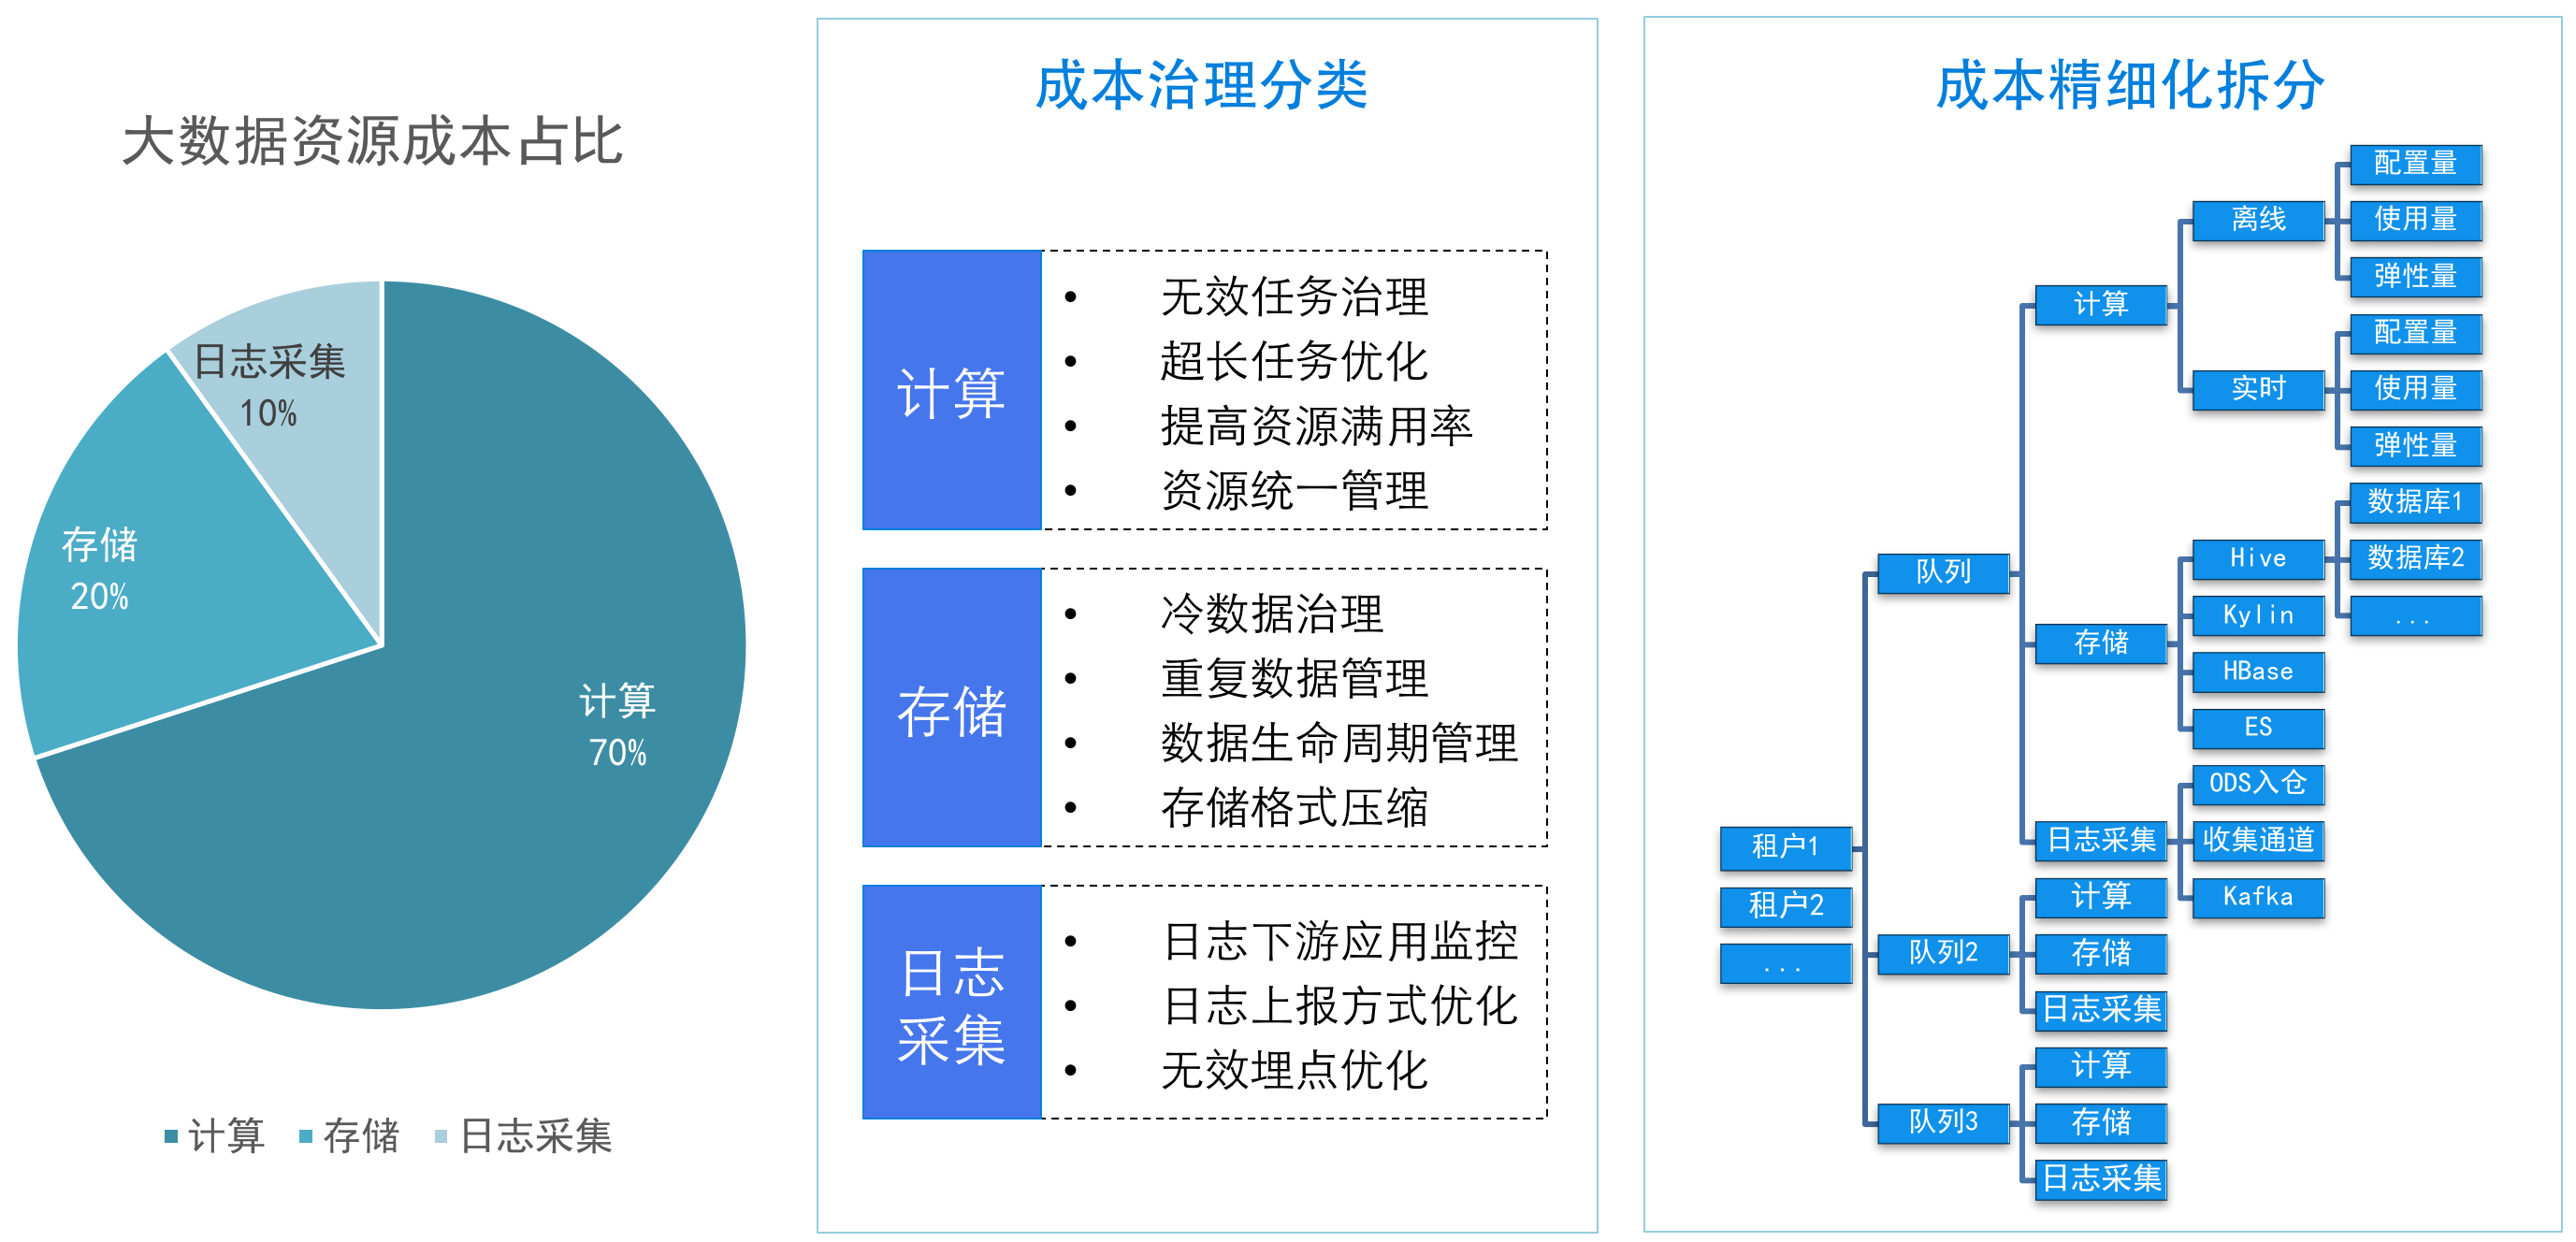 大数据资源成本占比
日志采集
10%
存储
20%
计算
70%
计算
存储
日志采集
成本治理分类
计算
• 无效任务治理
• 超长任务优化
• 提高资源满用率
• 资源统一管理
存储
• 冷数据治理
• 重复数据管理
• 数据生命周期管理
• 存储格式压缩
日志
采集
• 日志下游应用监控
• 日志上报方式优化
• 无效埋点优化
成本精细化拆分
租户1
租户2
...
队列
计算
离线
配置量
使用量
弹性量
实时
配置量
使用量
弹性量
存储
Hive
数据库1
数据库2
...
Kylin
HBase
ES
日志采集
ODS入仓
收集通道
Kafka
队列2
计算
存储
日志采集
队列3
计算
存储
日志采集